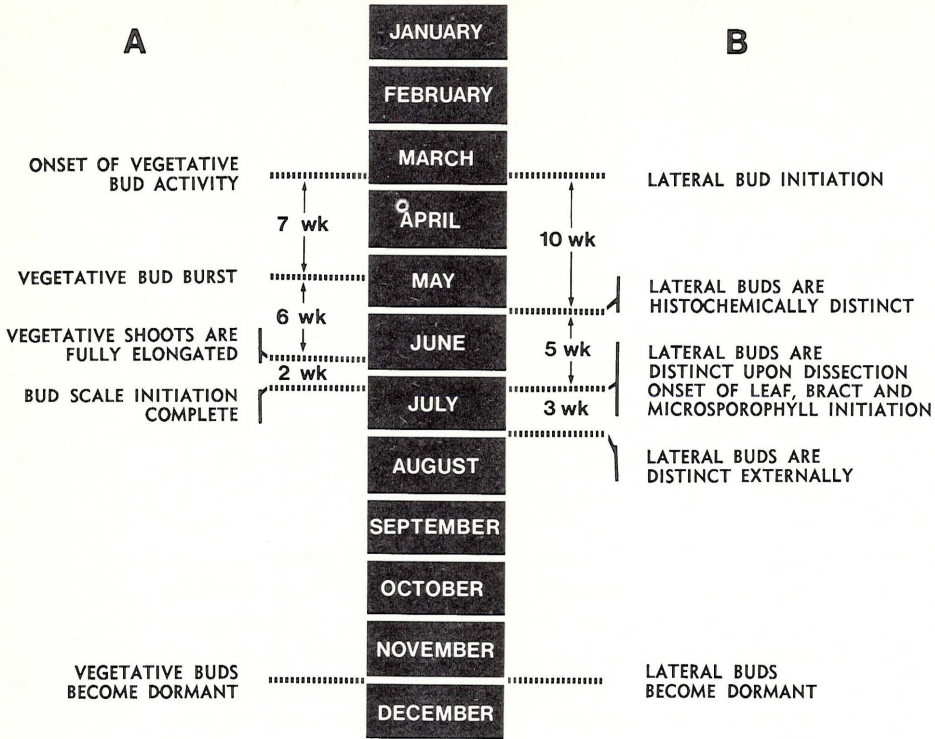 A
B
JANUARY
FEBRUARY
MARCH
APRIL
MAY
JUNE
JULY
AUGUST
SEPTEMBER
OCTOBER
NOVEMBER
DECEMBER
ONSET OF VEGETATIVE
BUD ACTIVITY
7 wk
VEGETATIVE BUD BURST
6 wk
VEGETATIVE SHOOTS ARE
FULLY ELONGATED
2 wk
BUD SCALE INITIATION
COMPLETE
VEGETATIVE BUDS
BECOME DORMANT
LATERAL BUD INITIATION
10 wk
LATERAL BUDS ARE
HISTOCHEMICALLY DISTINCT
5 wk
LATERAL BUDS ARE
DISTINCT UPON DISSECTION
ONSET OF LEAF, BRACT AND
MICROSPOROPHYLL INITIATION
3 wk
LATERAL BUDS ARE
DISTINCT EXTERNALLY
LATERAL BUDS
BECOME DORMANT